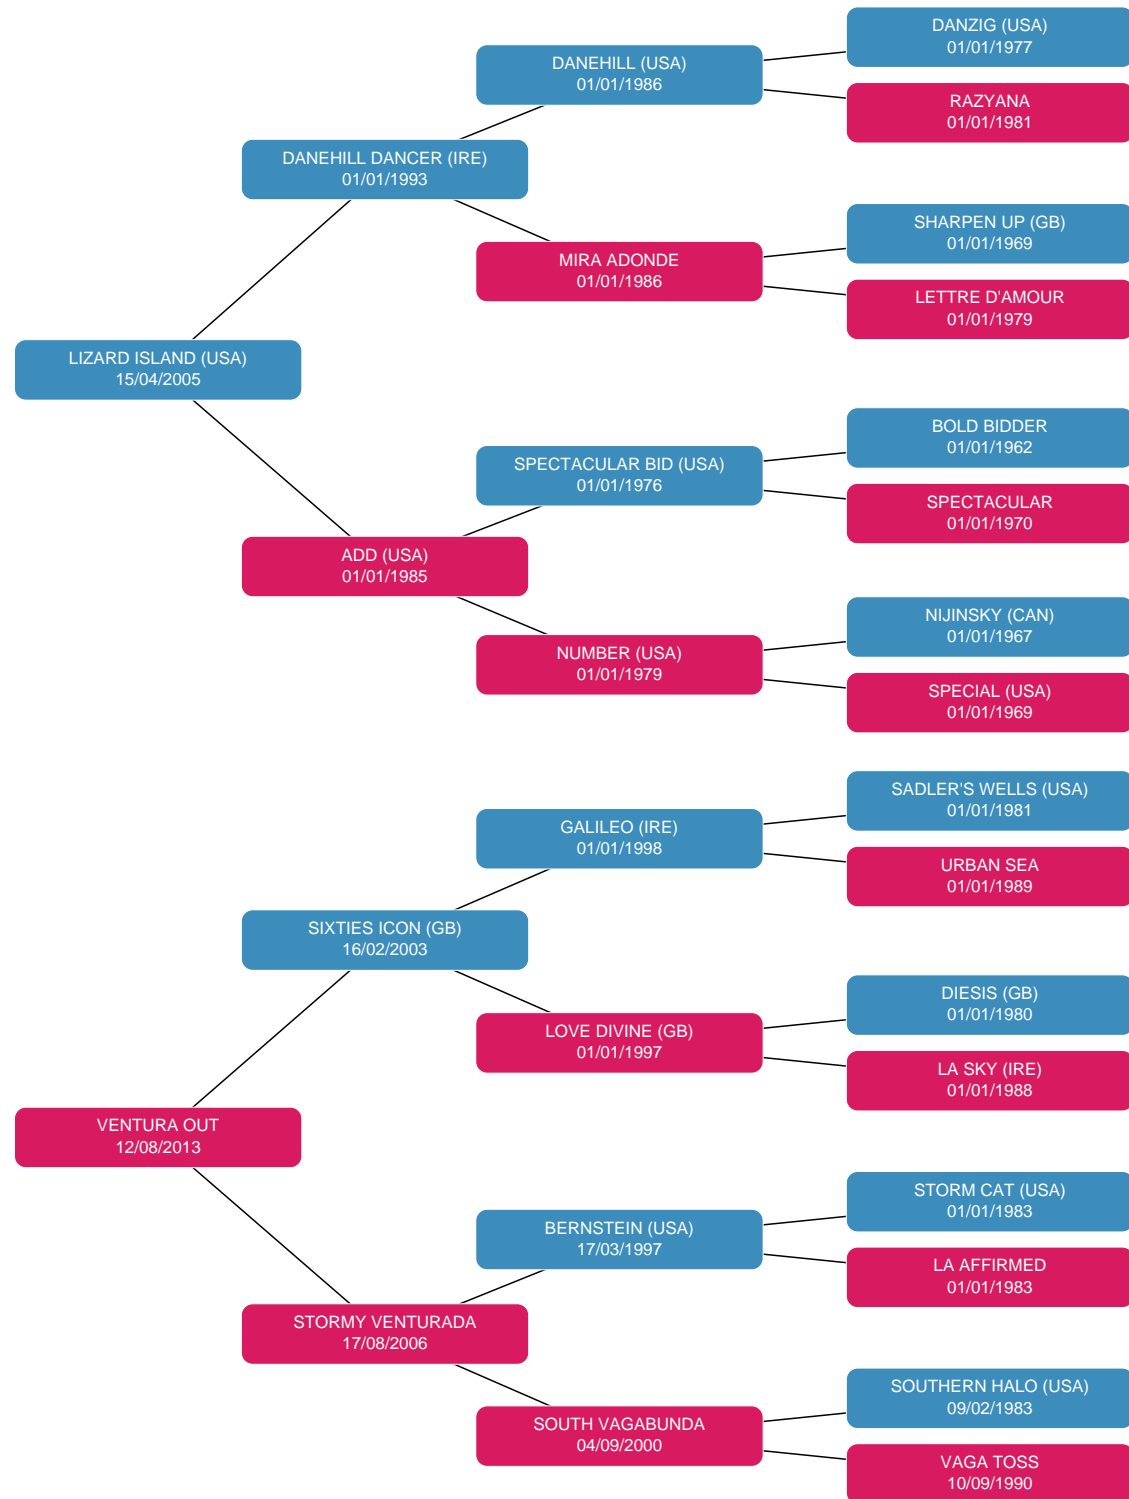 DANZIG (USA)
01/01/1977
DANEHILL (USA)
01/01/1986
RAZYANA
01/01/1981
DANEHILL DANCER (IRE)
01/01/1993
SHARPEN UP (GB)
01/01/1969
MIRA ADONDE
01/01/1986
LETTRE D'AMOUR
01/01/1979
LIZARD ISLAND (USA)
15/04/2005
BOLD BIDDER
01/01/1962
SPECTACULAR BID (USA)
01/01/1976
SPECTACULAR
01/01/1970
ADD (USA)
01/01/1985
NIJINSKY (CAN)
01/01/1967
NUMBER (USA)
01/01/1979
SPECIAL (USA)
01/01/1969
SADLER'S WELLS (USA)
01/01/1981
GALILEO (IRE)
01/01/1998
URBAN SEA
01/01/1989
SIXTIES ICON (GB)
16/02/2003
DIESIS (GB)
01/01/1980
LOVE DIVINE (GB)
01/01/1997
LA SKY (IRE)
01/01/1988
VENTURA OUT
12/08/2013
STORM CAT (USA)
01/01/1983
BERNSTEIN (USA)
17/03/1997
LA AFFIRMED
01/01/1983
STORMY VENTURADA
17/08/2006
SOUTHERN HALO (USA)
09/02/1983
SOUTH VAGABUNDA
04/09/2000
VAGA TOSS
10/09/1990